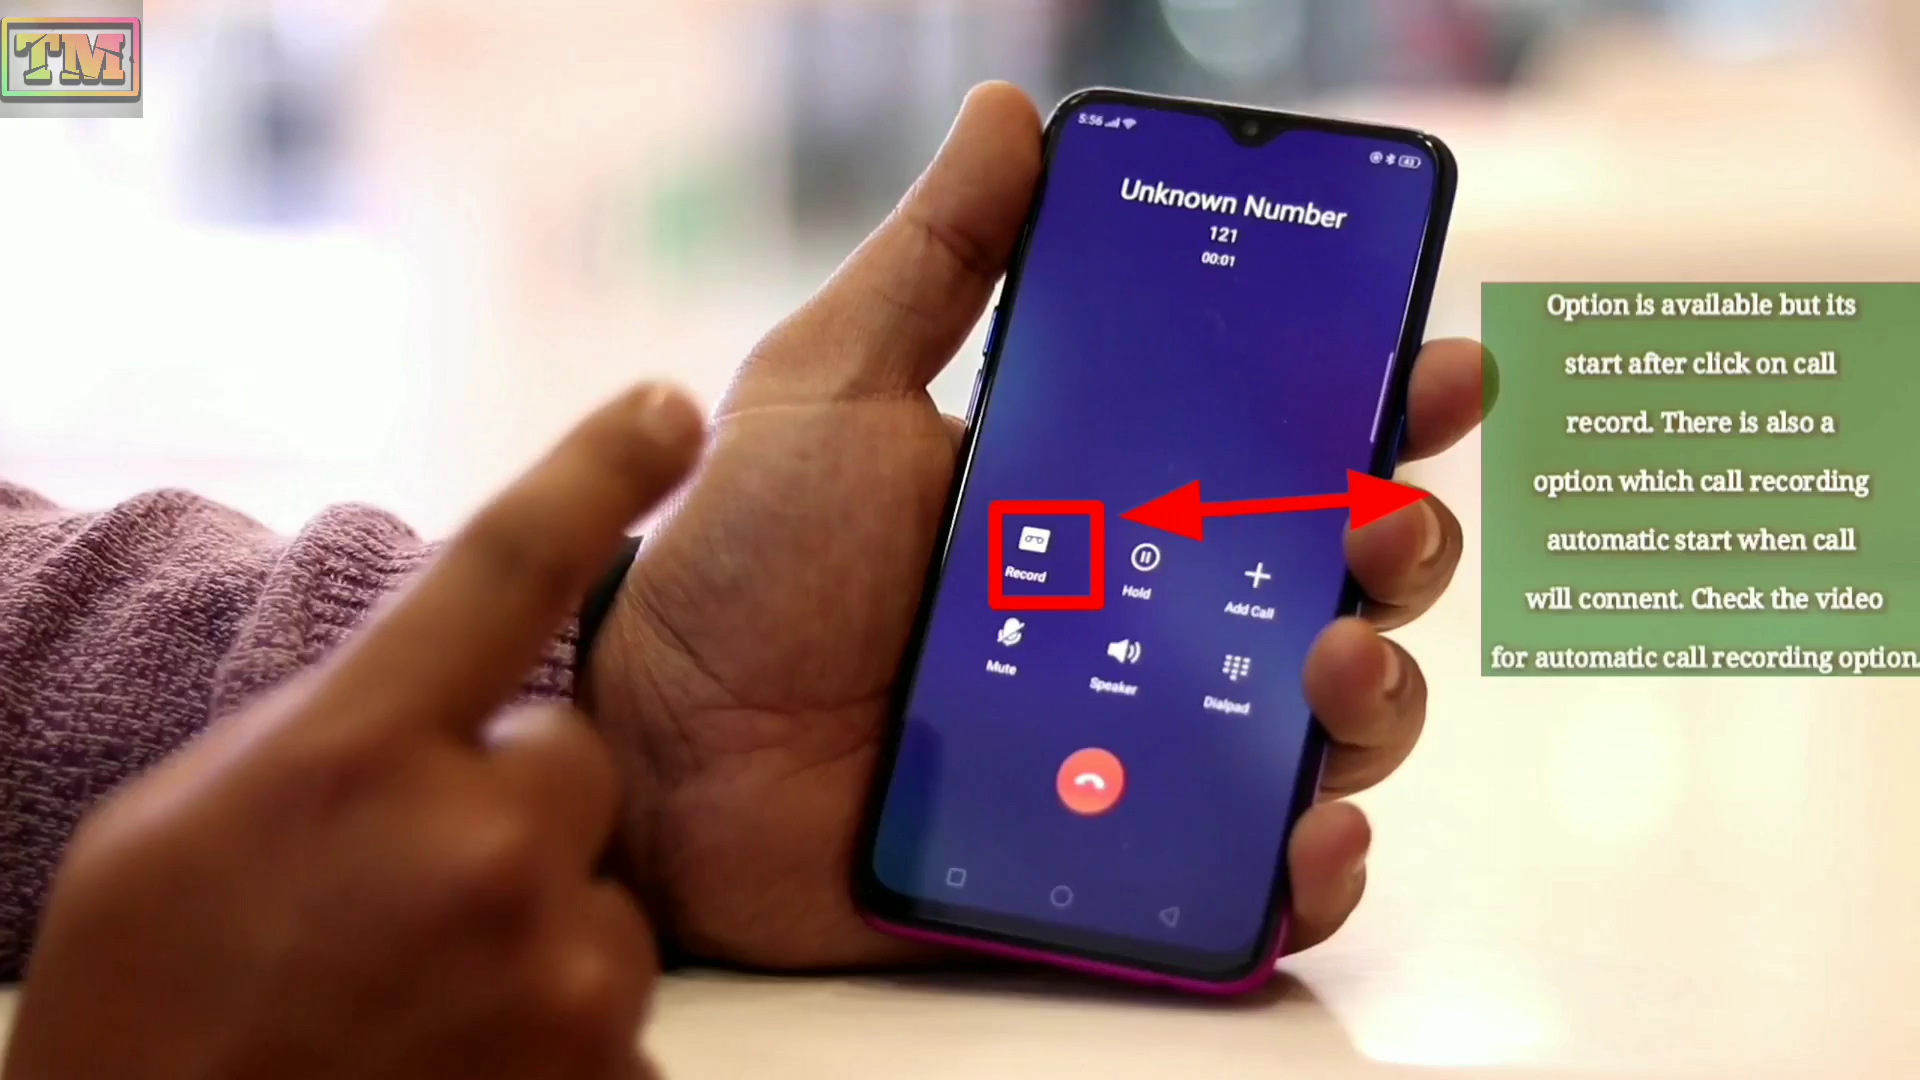 TM
5:56
43
Unknown Number
121
00:01
Record
Hold
Add Call
Mute
Speaker
Dialpad
Option is available but its
start after click on call
record. There is also a
option which call recording
automatic start when call
will connent. Check the video
for automatic call recording option.